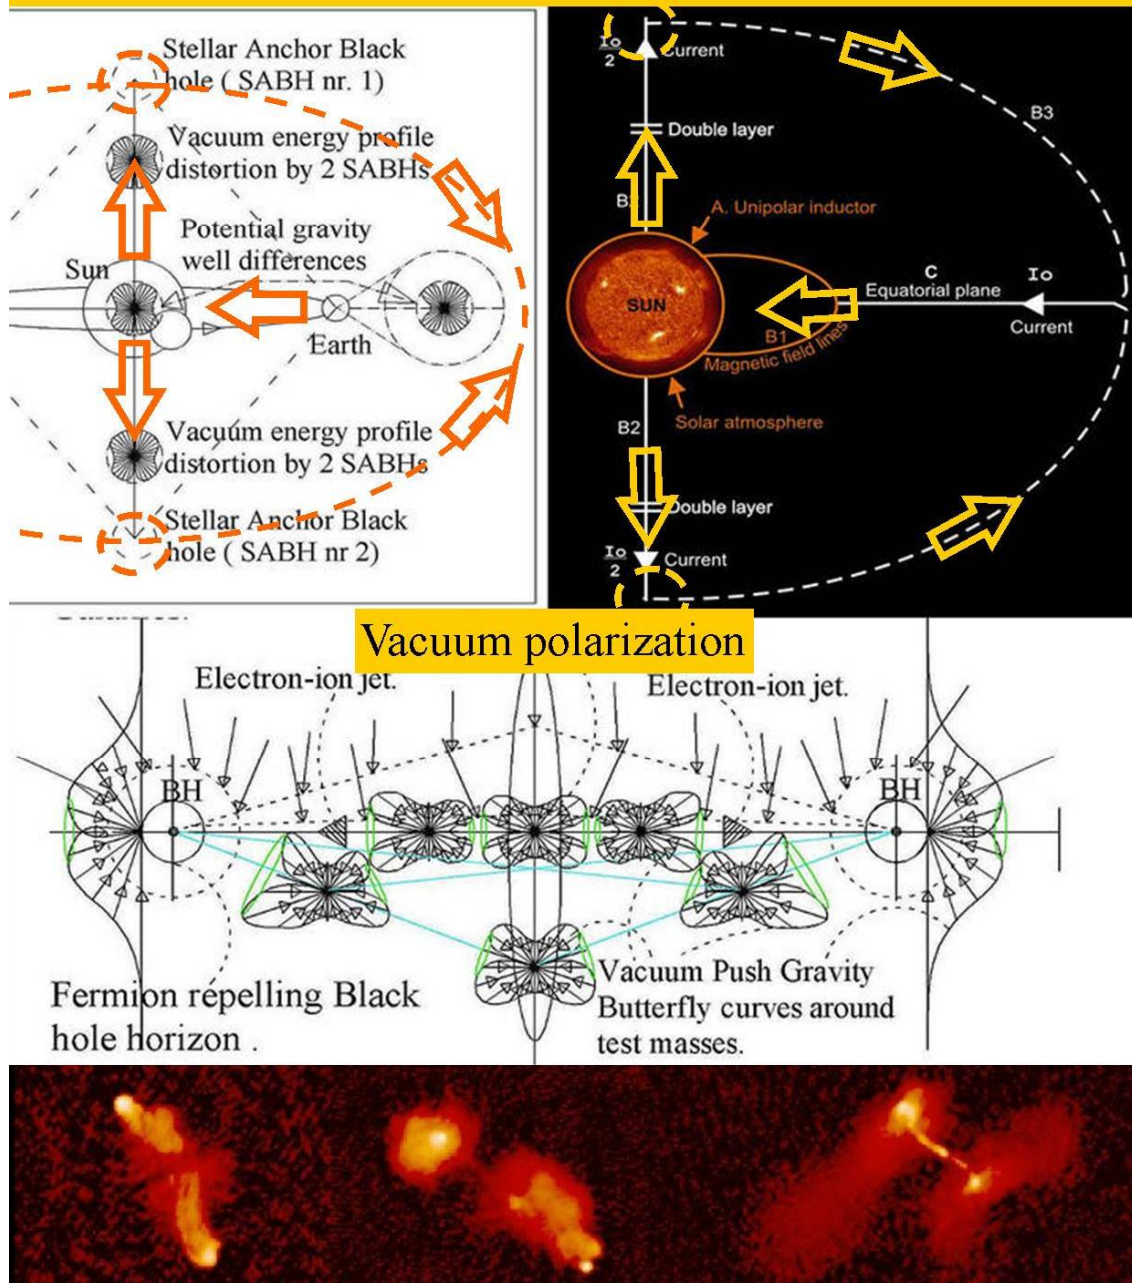 Stellar Anchor Black
hole ( SABH nr. 1)
Vacuum energy profile
distortion by 2 SABHs
Potential gravity
well differences
Sun
Earth
Vacuum energy profile
distortion by 2 SABHs
Stellar Anchor Black
hole ( SABH nr 2)
Io
2
Current
B3
Double layer
A. Unipolar inductor
SUN
C
Io
Equatorial plane
Current
B1
Magnetic field lines
Solar atmosphere
B2
Double layer
Io
2
Current
Vacuum polarization
Electron-ion jet.
Electron-ion jet.
BH
BH
Fermion repelling Black
hole horizon .
Vacuum Push Gravity
Butterfly curves around
test masses.